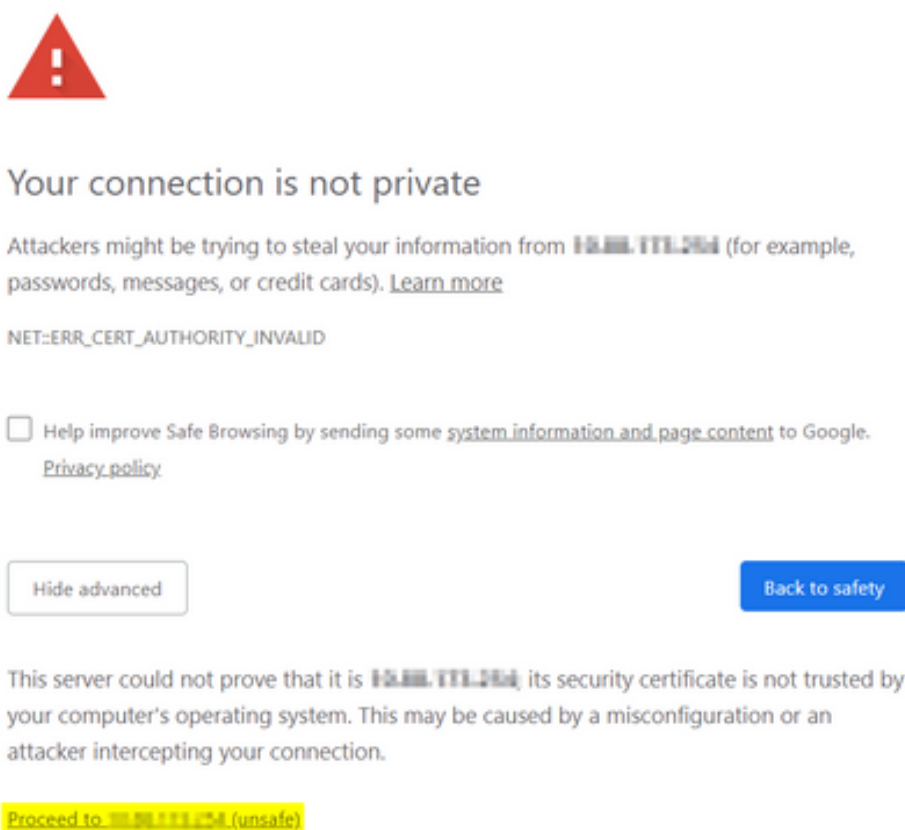 Your connection is not private
Attackers might be trying to steal your information from (for example,
passwords, messages, or credit cards). Learn more
NET::ERR_CERT_AUTHORITY_INVALID
Help improve Safe Browsing by sending some system information and page content to Google.
Privacy policy
Hide advanced
Back to safety
This server could not prove that it is its security certificate is not trusted by
your computer's operating system. This may be caused by a misconfiguration or an
attacker intercepting your connection.
Proceed to (unsafe)